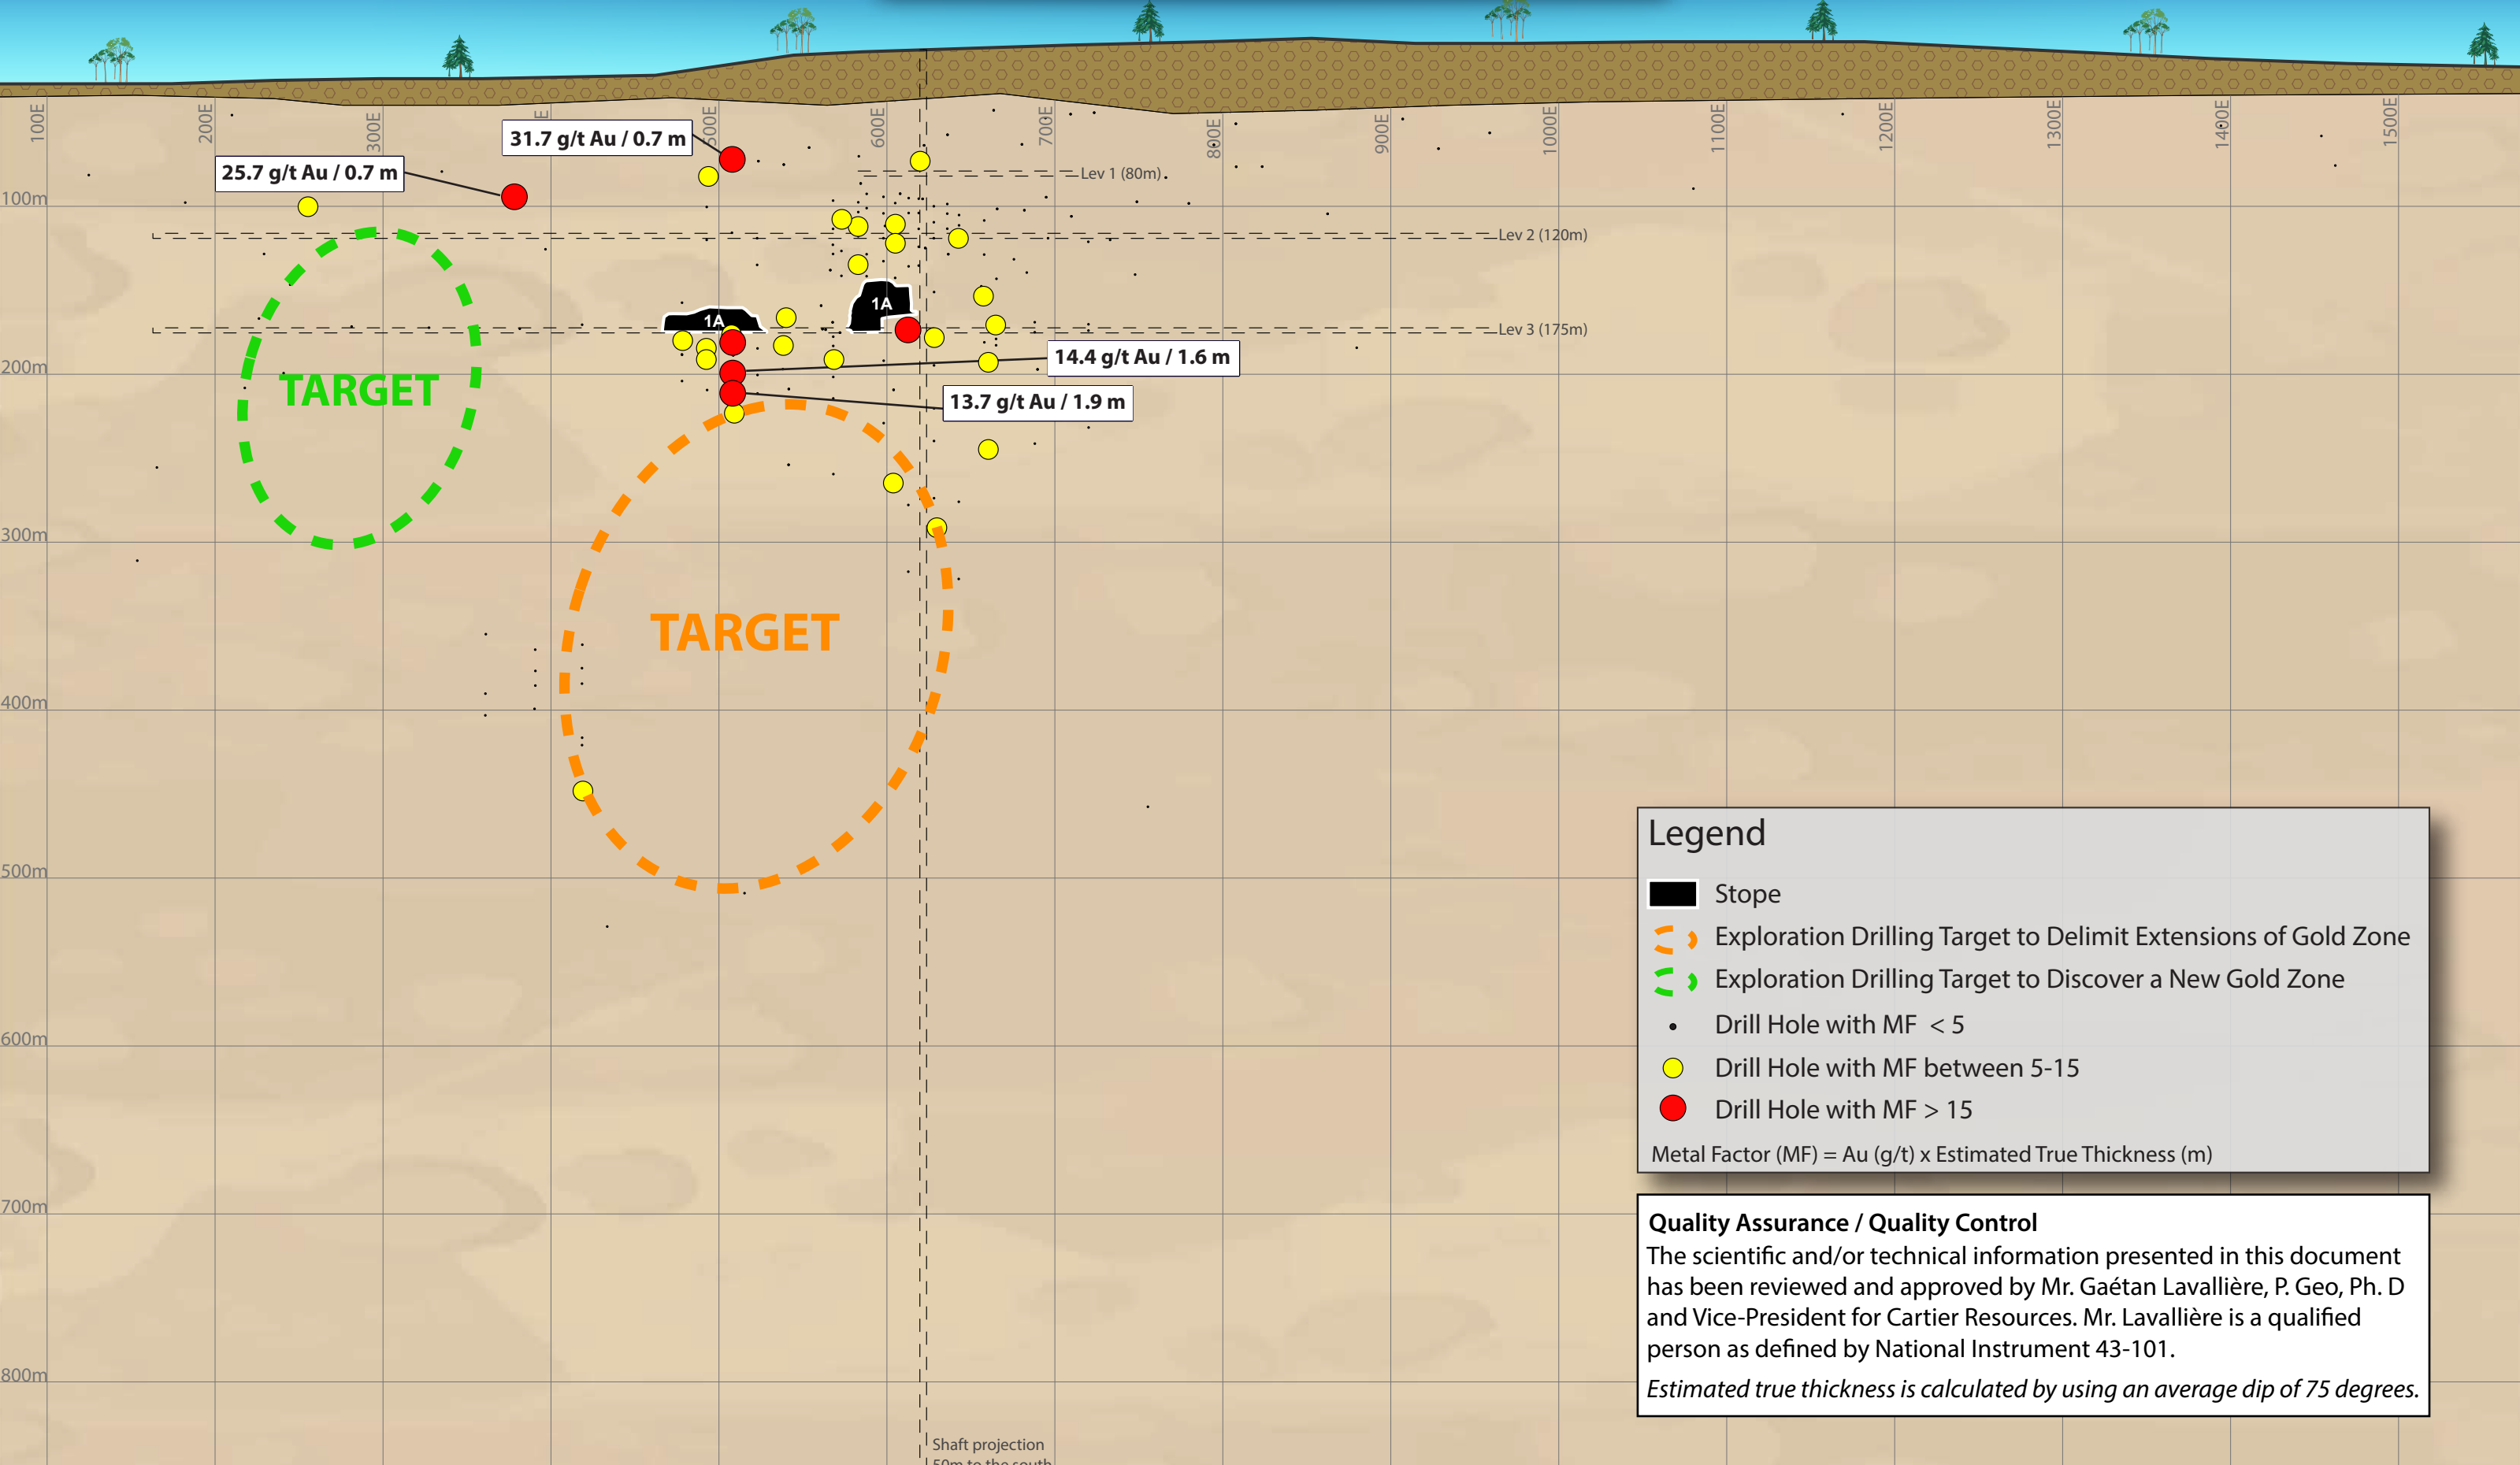 100E
200E
300E
E
500E
600E
700E
800E
900E
1000E
1100E
1200E
1300E
1400E
1500E
31.7 g/t Au / 0.7 m
25.7 g/t Au / 0.7 m
Lev 1 (80m)
100m
Lev 2 (120m)
1A
1A
Lev 3 (175m)
14.4 g/t Au / 1.6 m
200m
TARGET
13.7 g/t Au / 1.9 m
300m
TARGET
400m
500m
600m
700m
800m
Legend
Stope
Exploration Drilling Target to Delimit Extensions of Gold Zone
Exploration Drilling Target to Discover a New Gold Zone
Drill Hole with MF < 5
Drill Hole with MF between 5-15
Drill Hole with MF > 15
Metal Factor (MF) = Au (g/t) x Estimated True Thickness (m)
Quality Assurance / Quality Control
The scientific and/or technical information presented in this document
has been reviewed and approved by Mr. Gaétan Lavallière, P. Geo, Ph. D
and Vice-President for Cartier Resources. Mr. Lavallière is a qualified
person as defined by National Instrument 43-101.
Estimated true thickness is calculated by using an average dip of 75 degrees.
Shaft projection
50m to the south